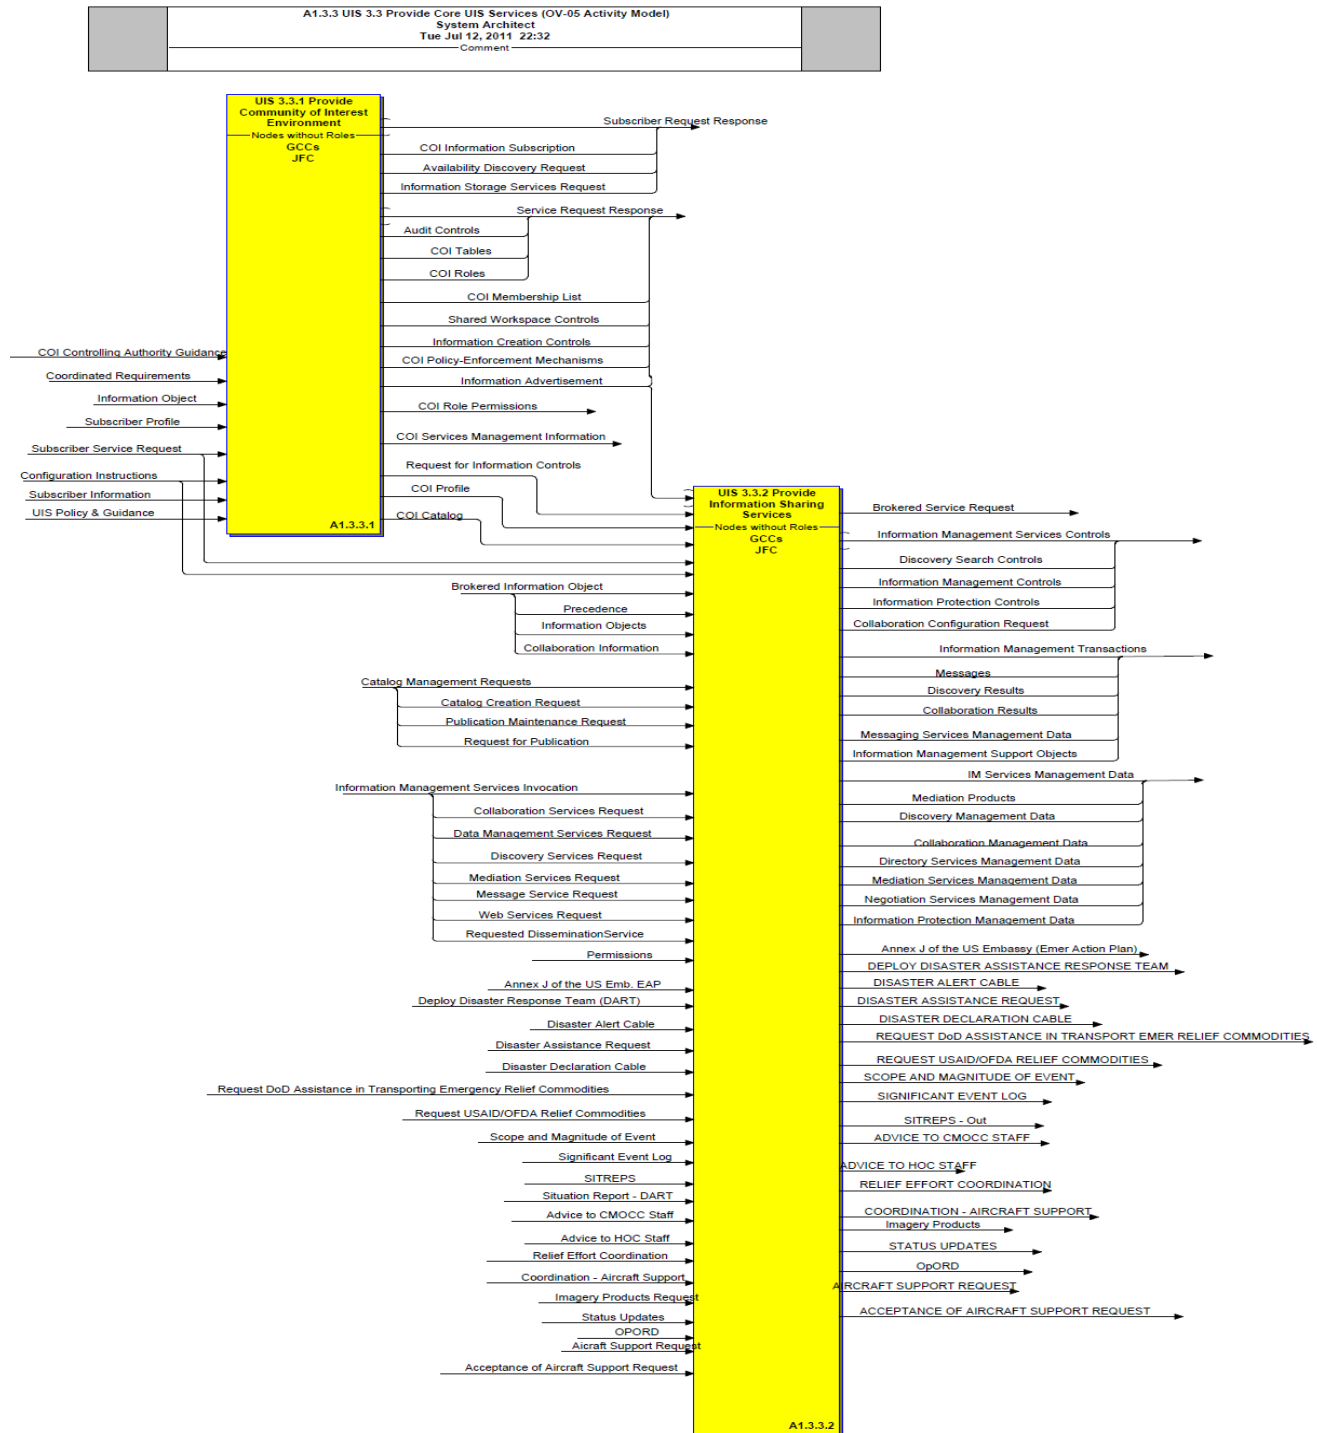 A1.3.3 UIS 3.3 Provide Core UIS Services (OV-05 Activity Model)
System Architect
Tue Jul 12, 2011 22:32
Comment
UIS 3.3.1 Provide
Community of Interest
Environment
Nodes without Roles
GCCs
JFC
Subscriber Request Response
COI Information Subscription
Availability Discovery Request
Information Storage Services Request
Service Request Response
Audit Controls
COI Tables
COI Roles
COI Membership List
Shared Workspace Controls
Information Creation Controls
COI Policy-Enforcement Mechanisms
Information Advertisement
COI Role Permissions
COI Services Management Information
Request for Information Controls
COI Profile
COI Catalog
COI Controlling Authority Guidance
Coordinated Requirements
Information Object
Subscriber Profile
Subscriber Service Request
Configuration Instructions
Subscriber Information
UIS Policy & Guidance
A1.3.3.1
UIS 3.3.2 Provide
Information Sharing
Services
Nodes without Roles
GCCs
JFC
Brokered Information Object
Precedence
Information Objects
Collaboration Information
Catalog Management Requests
Catalog Creation Request
Publication Maintenance Request
Request for Publication
Information Management Services Invocation
Collaboration Services Request
Data Management Services Request
Discovery Services Request
Mediation Services Request
Message Service Request
Web Services Request
Requested DisseminationService
Permissions
Annex J of the US Emb. EAP
Deploy Disaster Response Team (DART)
Disaster Alert Cable
Disaster Assistance Request
Disaster Declaration Cable
Request DoD Assistance in Transporting Emergency Relief Commodities
Request USAID/OFDA Relief Commodities
Scope and Magnitude of Event
Significant Event Log
SITREPS
Situation Report - DART
Advice to CMOCC Staff
Advice to HOC Staff
Relief Effort Coordination
Coordination - Aircraft Support
Imagery Products Request
Status Updates
OPORD
Aicraft Support Request
Acceptance of Aircraft Support Request
Brokered Service Request
Information Management Services Controls
Discovery Search Controls
Information Management Controls
Information Protection Controls
Collaboration Configuration Request
Information Management Transactions
Messages
Discovery Results
Collaboration Results
Messaging Services Management Data
Information Management Support Objects
IM Services Management Data
Mediation Products
Discovery Management Data
Collaboration Management Data
Directory Services Management Data
Mediation Services Management Data
Negotiation Services Management Data
Information Protection Management Data
Annex J of the US Embassy (Emer Action Plan)
DEPLOY DISASTER ASSISTANCE RESPONSE TEAM
DISASTER ALERT CABLE
DISASTER ASSISTANCE REQUEST
DISASTER DECLARATION CABLE
REQUEST DoD ASSISTANCE IN TRANSPORT EMER RELIEF COMMODITIES
REQUEST USAID/OFDA RELIEF COMMODITIES
SCOPE AND MAGNITUDE OF EVENT
SIGNIFICANT EVENT LOG
SITREPS - Out
ADVICE TO CMOCC STAFF
ADVICE TO HOC STAFF
RELIEF EFFORT COORDINATION
COORDINATION - AIRCRAFT SUPPORT
Imagery Products
STATUS UPDATES
OpORD
AIRCRAFT SUPPORT REQUEST
ACCEPTANCE OF AIRCRAFT SUPPORT REQUEST
A1.3.3.2